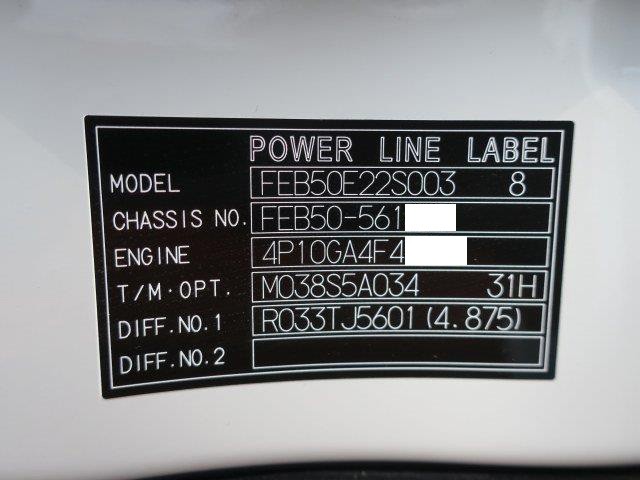 POWER LINE LABEL
MODEL FEB50E22S003 8
CHASSIS NO. FEB50-561
ENGINE 4P10GA4F4
T/M·OPT. M038S5A034 31H
DIFF.NO.1 R033TJ5601(4.875)
DIFF.NO.2